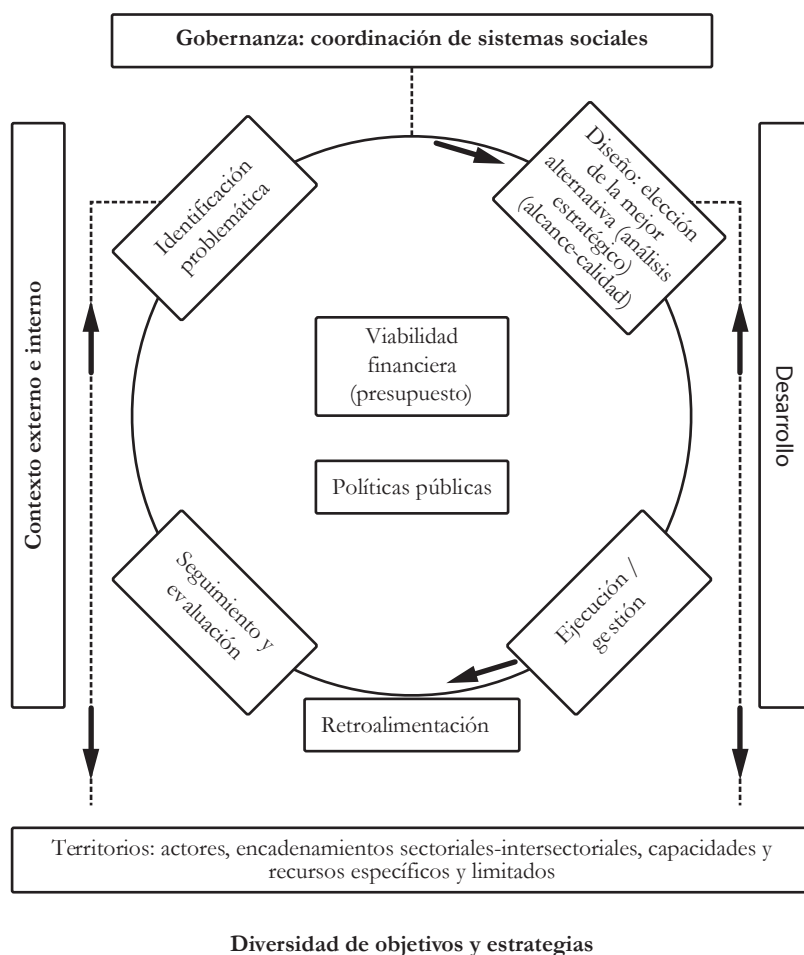 Gobernanza: coordinación de sistemas sociales
Contexto externo e interno
Identificación
problemática
Diseño: elección
de la mejor
alternativa (análisis
estratégico)
(alcance-calidad)
Desarrollo
Viabilidad
financiera
(presupuesto)
Políticas públicas
Seguimiento y
evaluación
Ejecución /
gestión
Retroalimentación
Territorios: actores, encadenamientos sectoriales-intersectoriales, capacidades y
recursos específicos y limitados
Diversidad de objetivos y estrategias